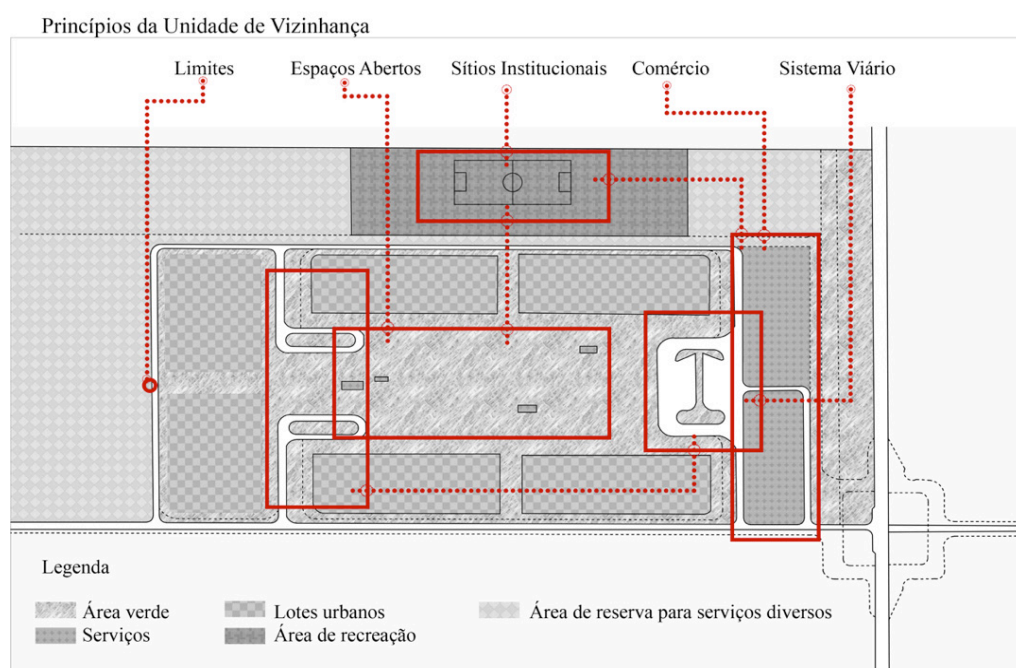 Princípios da Unidade de Vizinhança
Limites
Espaços Abertos
Sítios Institucionais
Comércio
Sistema Viário
Legenda
Área verde
Lotes urbanos
Área de reserva para serviços diversos
Serviços
Área de recreação